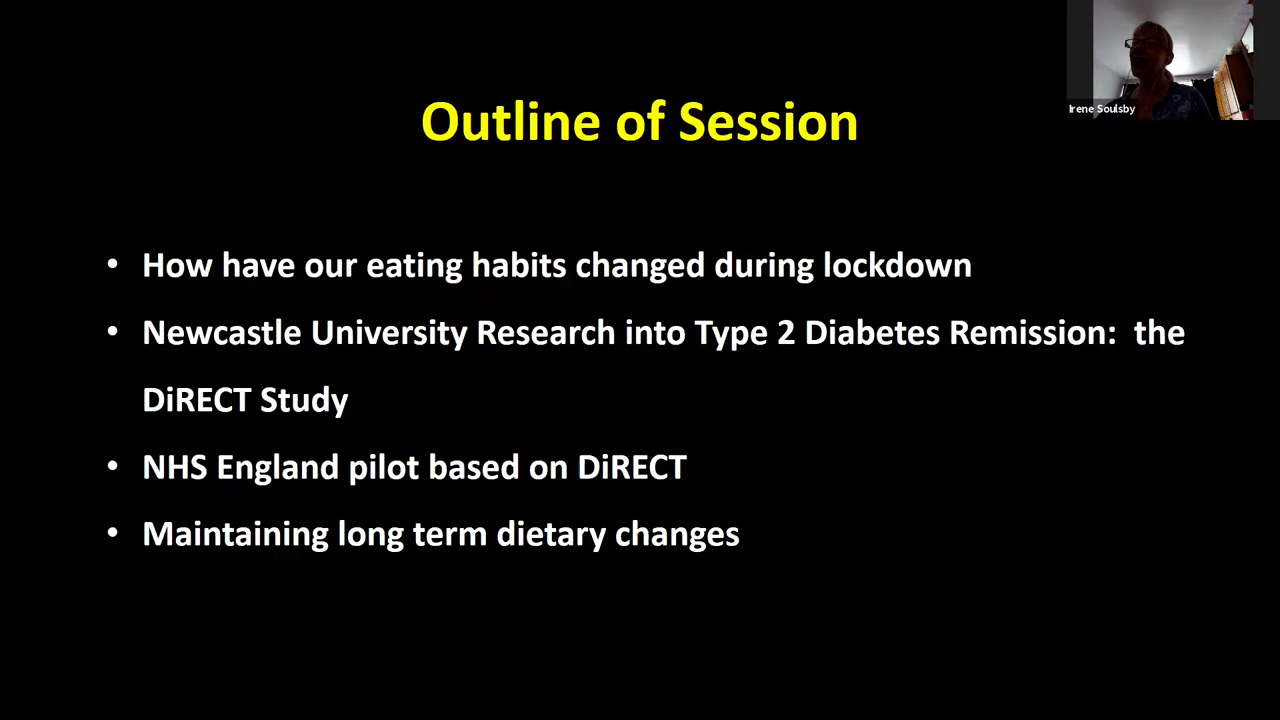 Irene Soulsby
Outline of Session
• How have our eating habits changed during lockdown
• Newcastle University Research into Type 2 Diabetes Remission:  the
DiRECT Study
• NHS England pilot based on DiRECT
• Maintaining long term dietary changes